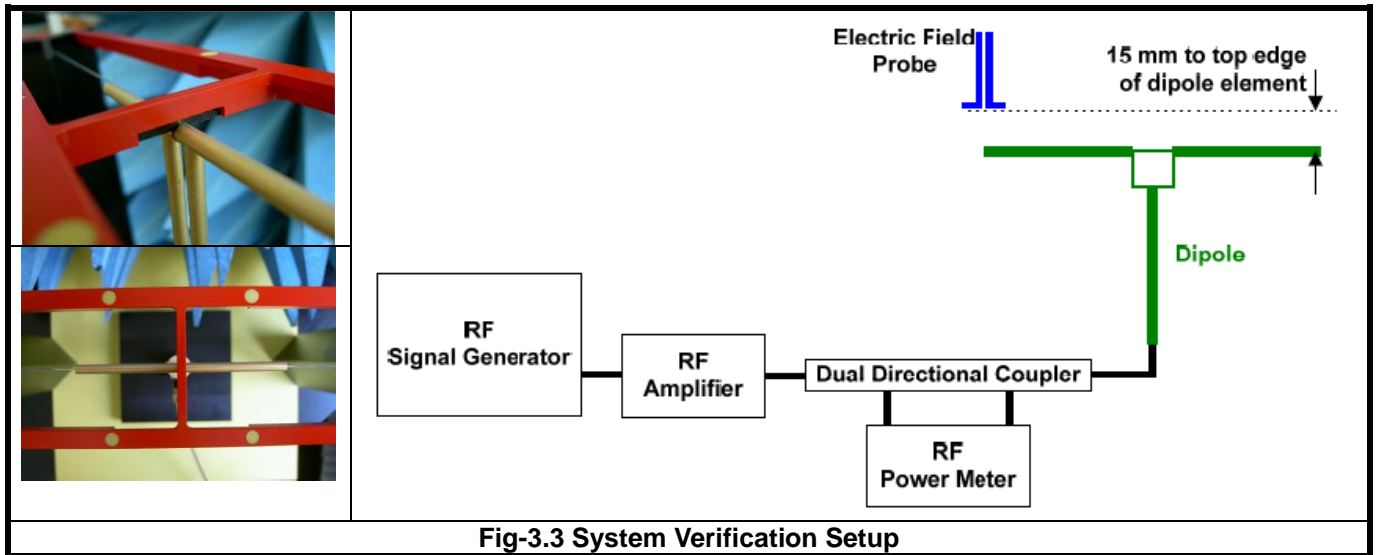 Electric Field
Probe
15 mm to top edge
of dipole element
Dipole
RF
Signal Generator
RF
Amplifier
Dual Directional Coupler
RF
Power Meter
Fig-3.3 System Verification Setup